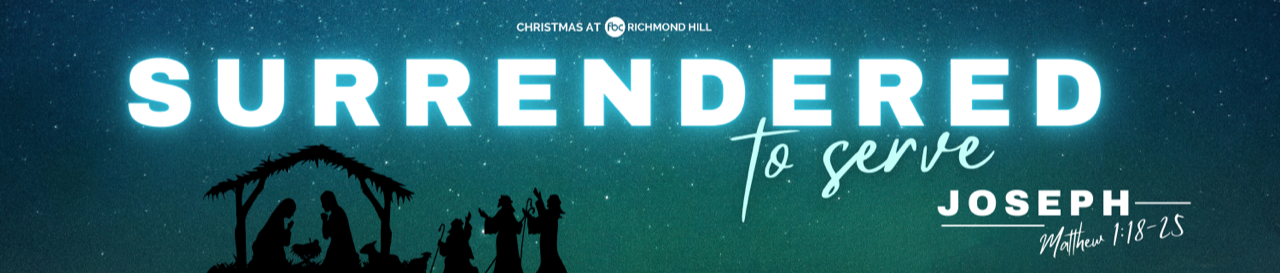 CHRISTMAS AT fbc RICHMOND HILL
SURRENDERED
to serve
JOSEPH
Matthew 1:18-25